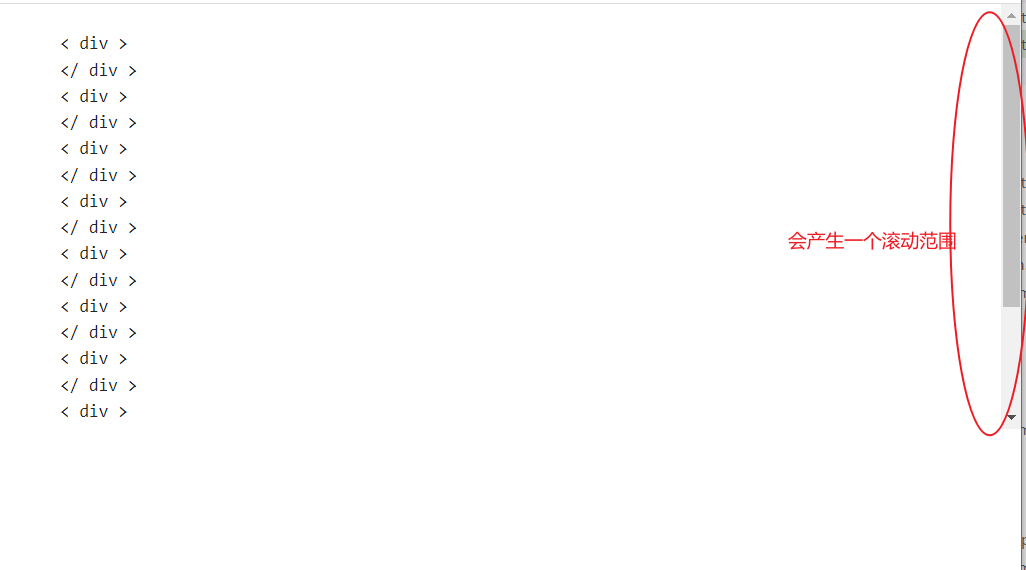 < div >
</ div >
< div >
</ div >
< div >
</ div >
< div >
</ div >
会产生一个滚动范围
< div >
</ div >
< div >
</ div >
< div >
</ div >
< div >